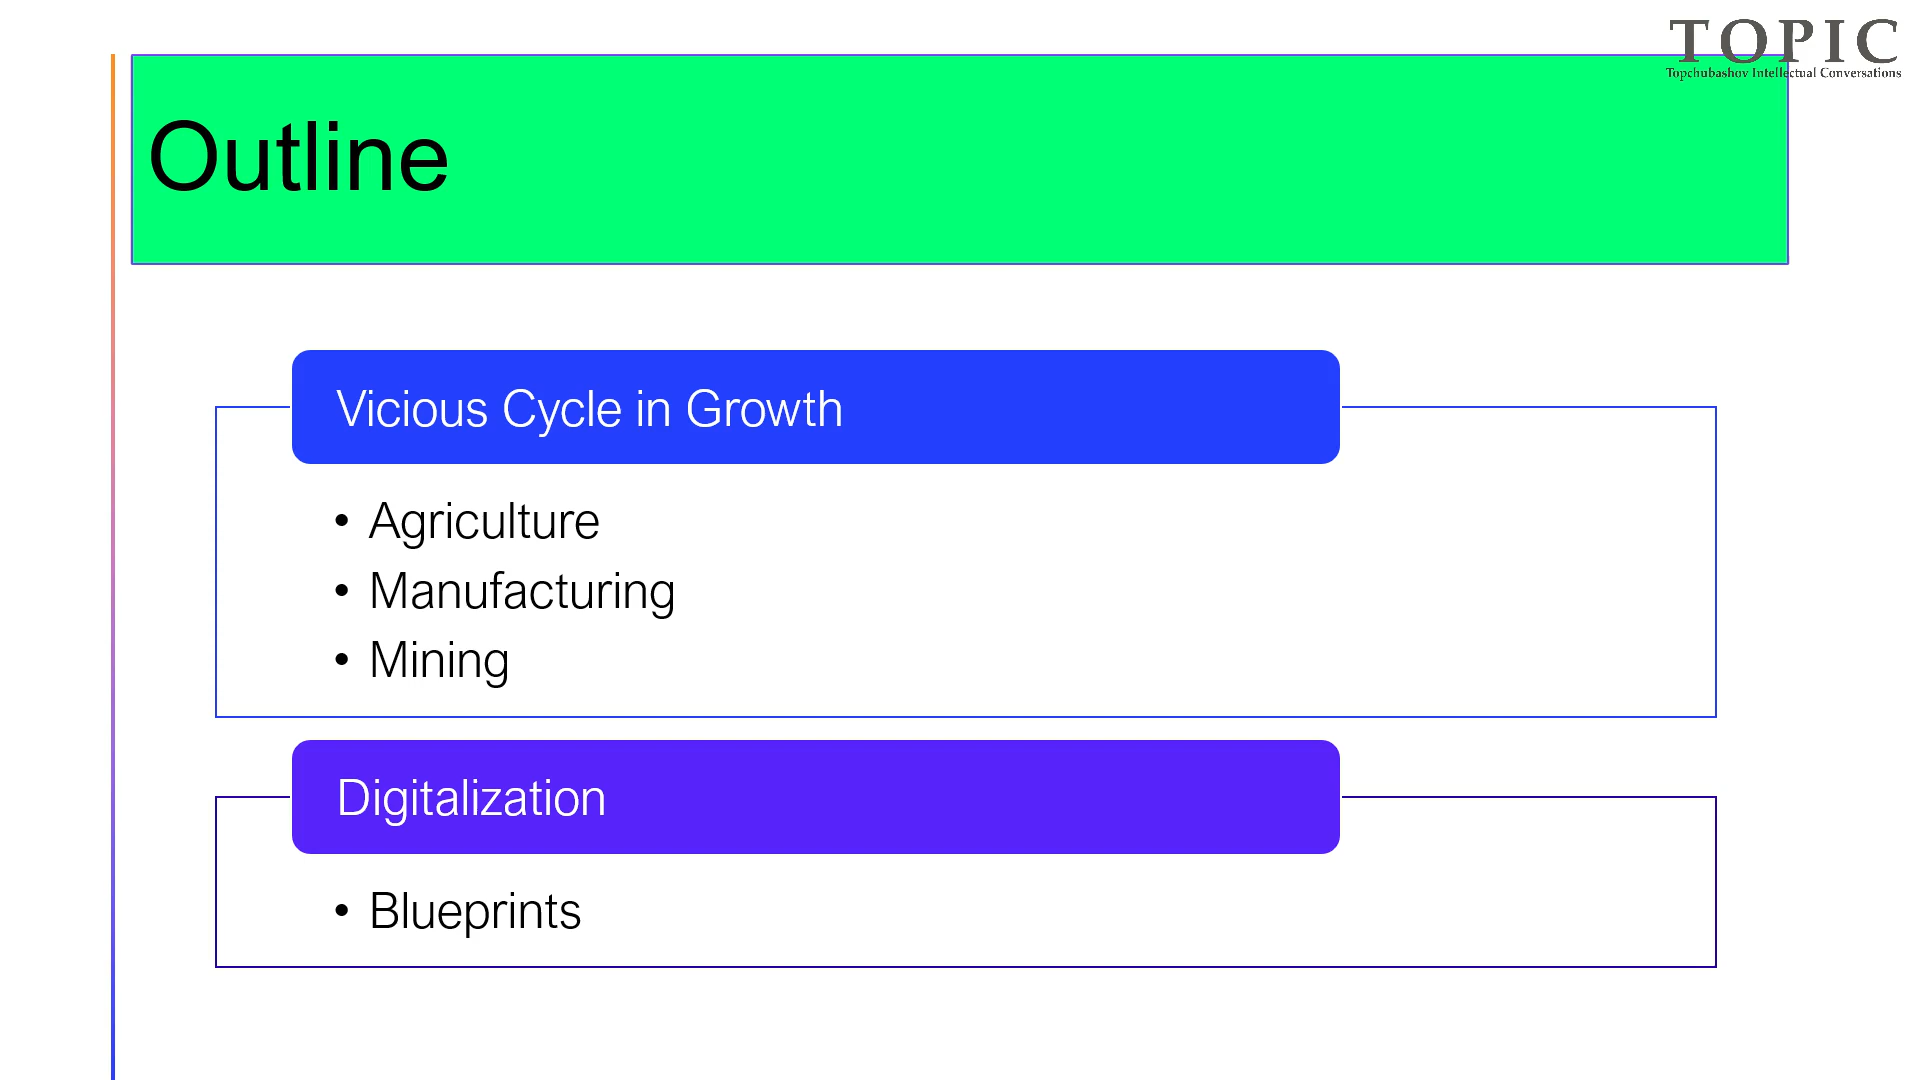 TOPIC
Topchubashov Intellectual Conversations
Outline
Vicious Cycle in Growth
• Agriculture
• Manufacturing
• Mining
Digitalization
• Blueprints